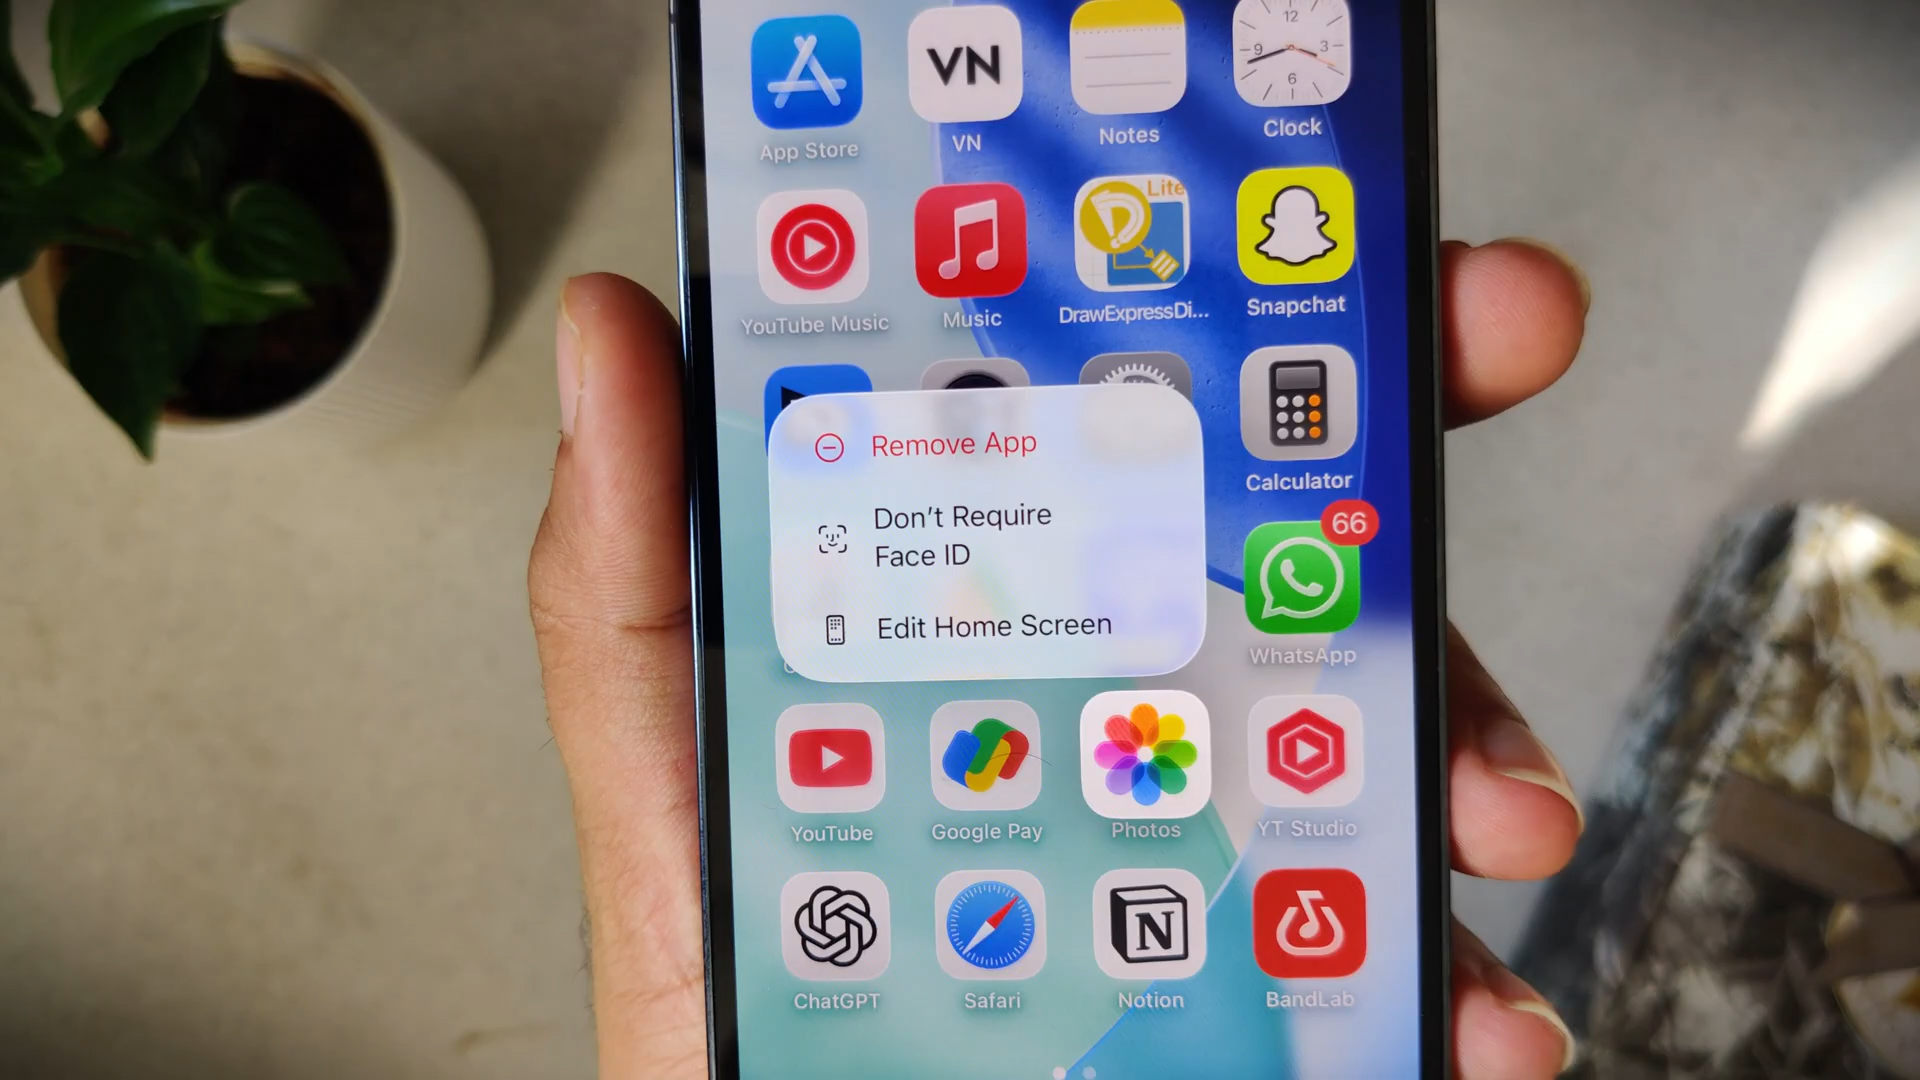 12
9
3
6
VN
App Store
VN
Notes
Clock
Lite
YouTube Music
Music
DrawExpressDi...
Snapchat
Remove App
Don't Require
Face ID
Edit Home Screen
Calculator
66
WhatsApp
YouTube
Google Pay
Photos
YT Studio
N
ChatGPT
Safari
Notion
BandLab